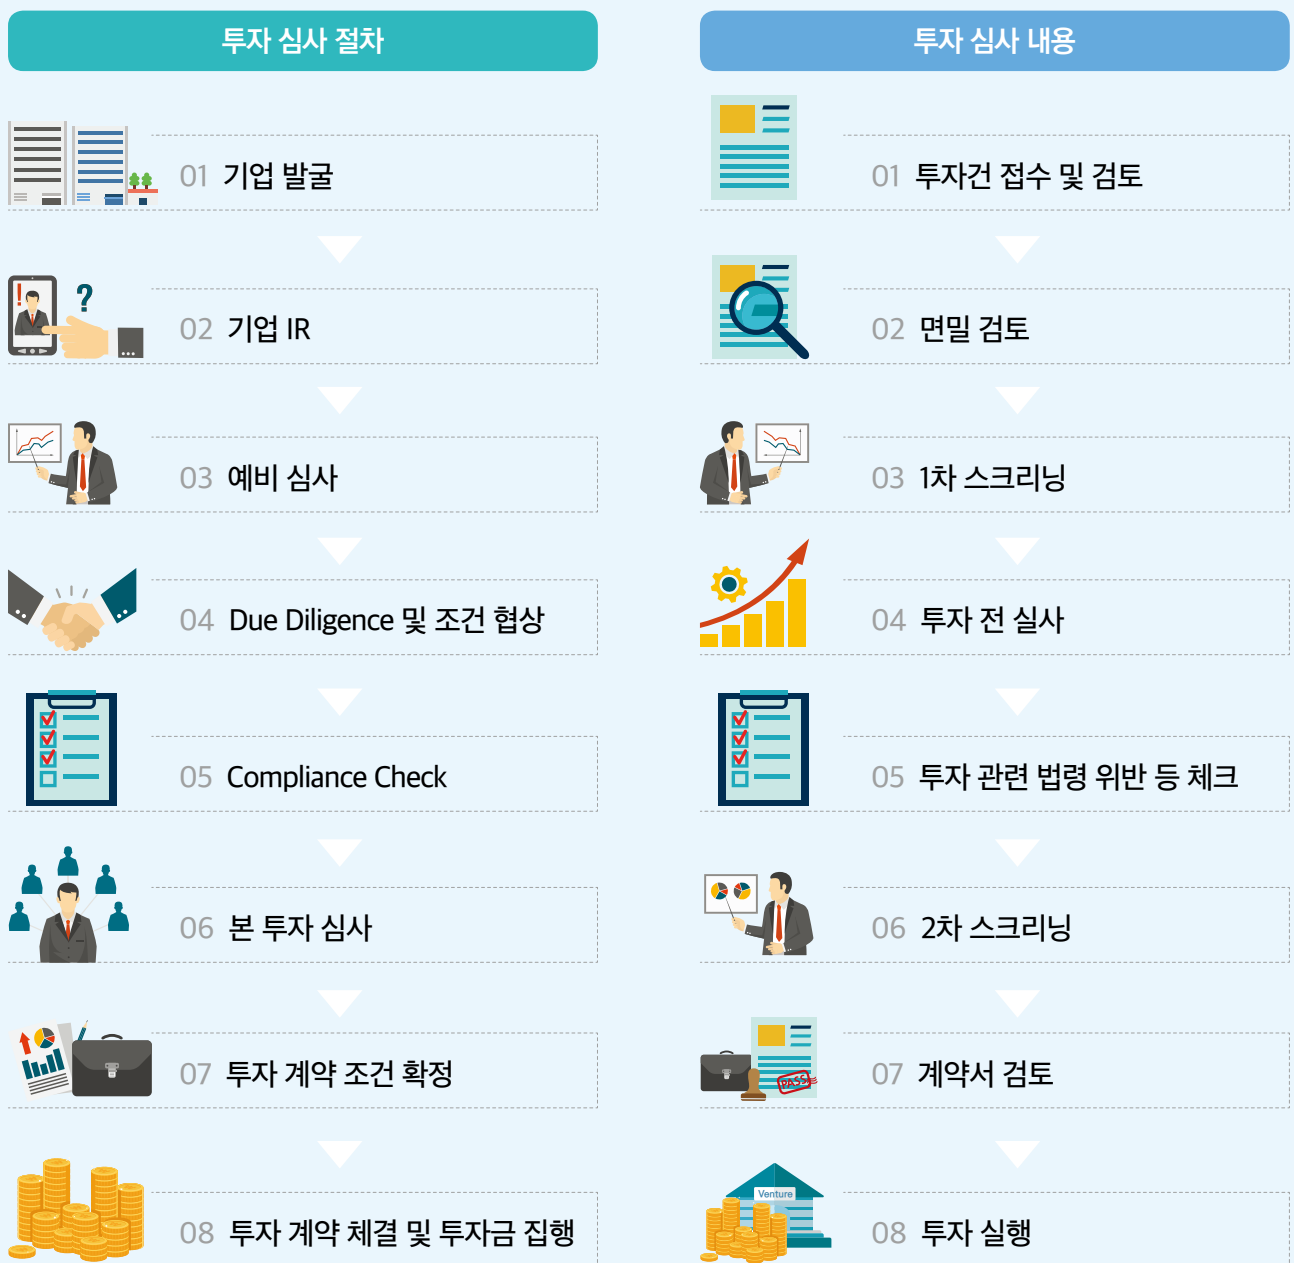 투자 심사 절차
01 기업 발굴
02 기업 IR
03 예비 심사
04 Due Diligence 및 조건 협상
05 Compliance Check
06 본 투자 심사
07 투자 계약 조건 확정
08 투자 계약 체결 및 투자금 집행
투자 심사 내용
01 투자건 접수 및 검토
02 면밀 검토
03 1차 스크리닝
04 투자 전 실사
05 투자 관련 법령 위반 등 체크
06 2차 스크리닝
PASS
07 계약서 검토
Venture
08 투자 실행